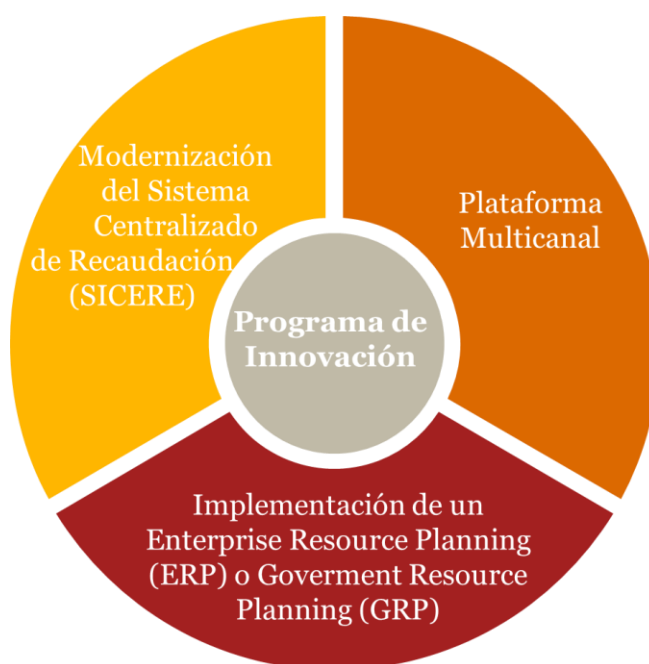 Modernización
del Sistema
Centralizado
de Recaudación
(SICERE)
Plataforma
Multicanal
Programa de
Innovación
Implementación de un
Enterprise Resource Planning
(ERP) o Goverment Resource
Planning (GRP)